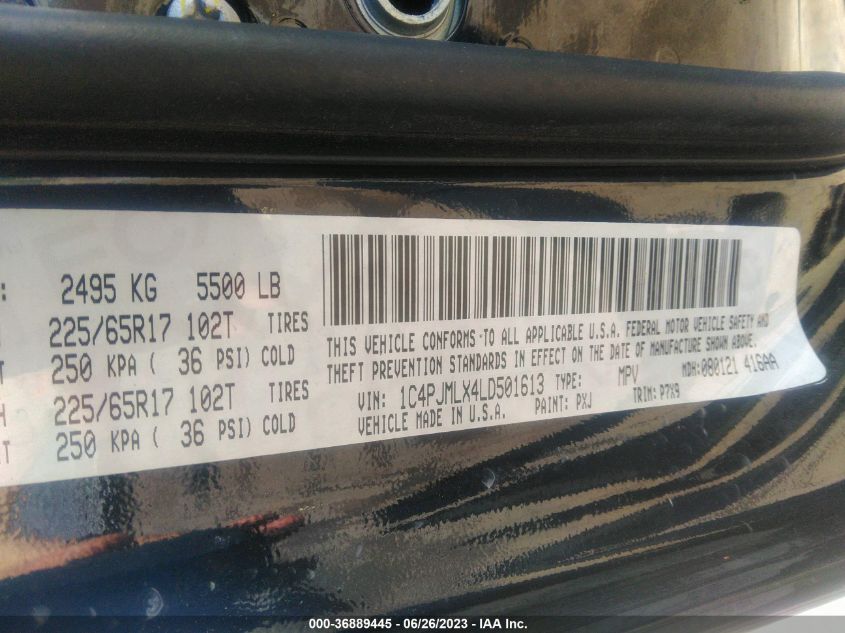 : 2495 KG 5500 LB
225/65R17 102T TIRES
250 KPA ( 36 PSI) COLD
225/65R17 102T TIRES
250 KPA ( 36 PSI) COLD
THIS VEHICLE CONFORMS TO ALL APPLICABLE U.S.A. FEDERAL MOTOR VEHICLE SAFETY AND
THEFT PREVENTION STANDARDS IN EFFECT ON THE DATE OF MANUFACTURE SHOWN ABOVE.
VIN: 1C4PJMLX4LD501613 TYPE: MPV MDH: 080121 416AA
VEHICLE MADE IN U.S.A. PAINT: PXJ TRIM: P7X9
000-36889445 - 06/26/2023 - IAA Inc.